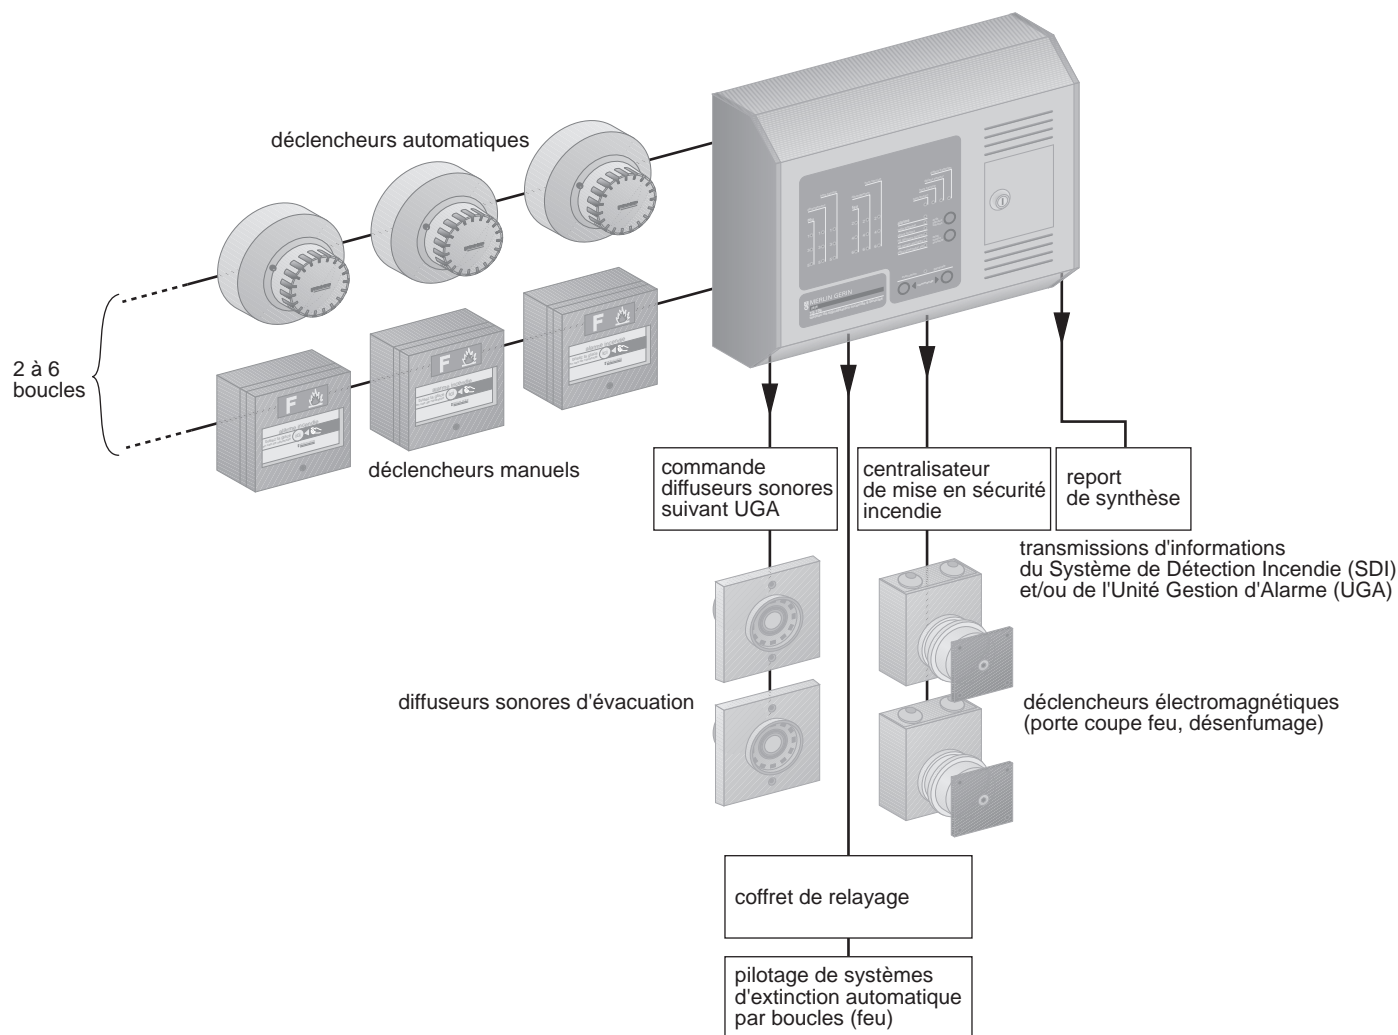 déclencheurs automatiques
MERLIN GERIN
2 à 6
boucles
F
F
F
déclencheurs manuels
commande
diffuseurs sonores
suivant UGA
centralisateur
de mise en sécurité
incendie
report
de synthèse
transmissions d'informations
du Système de Détection Incendie (SDI)
et/ou de l'Unité Gestion d'Alarme (UGA)
diffuseurs sonores d'évacuation
déclencheurs électromagnétiques
(porte coupe feu, désenfumage)
coffret de relayage
pilotage de systèmes
d'extinction automatique
par boucles (feu)